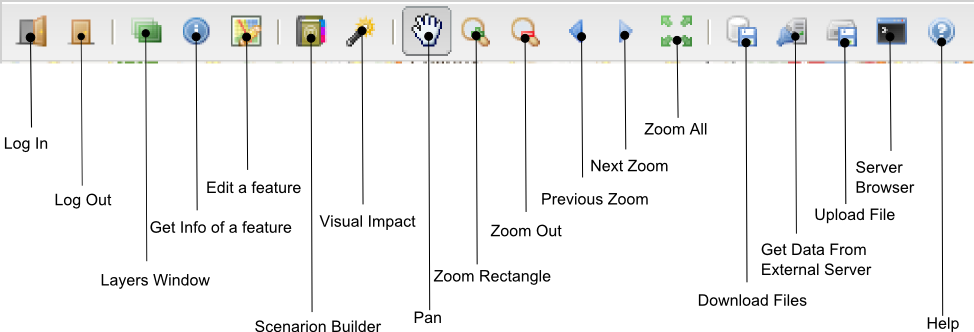 Log In
Log Out
Layers Window
Get Info of a feature
Edit a feature
Scenarion Builder
Visual Impact
Pan
Zoom Rectangle
Zoom Out
Previous Zoom
Next Zoom
Zoom All
Download Files
Get Data From
External Server
Upload File
Server
Browser
Help